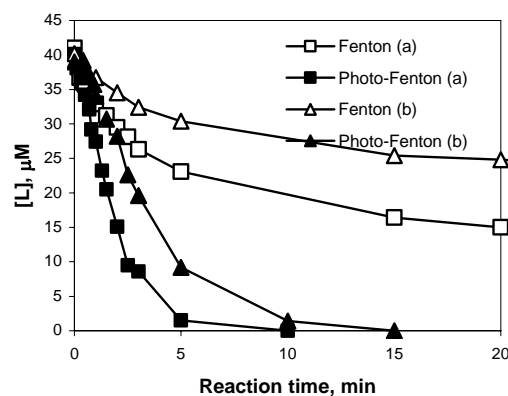 45
40
35
30
25
20
15
10
5
0
[L], µM
Fenton (a)
Photo-Fenton (a)
Fenton (b)
Photo-Fenton (b)
0 5 10 15 20
Reaction time, min